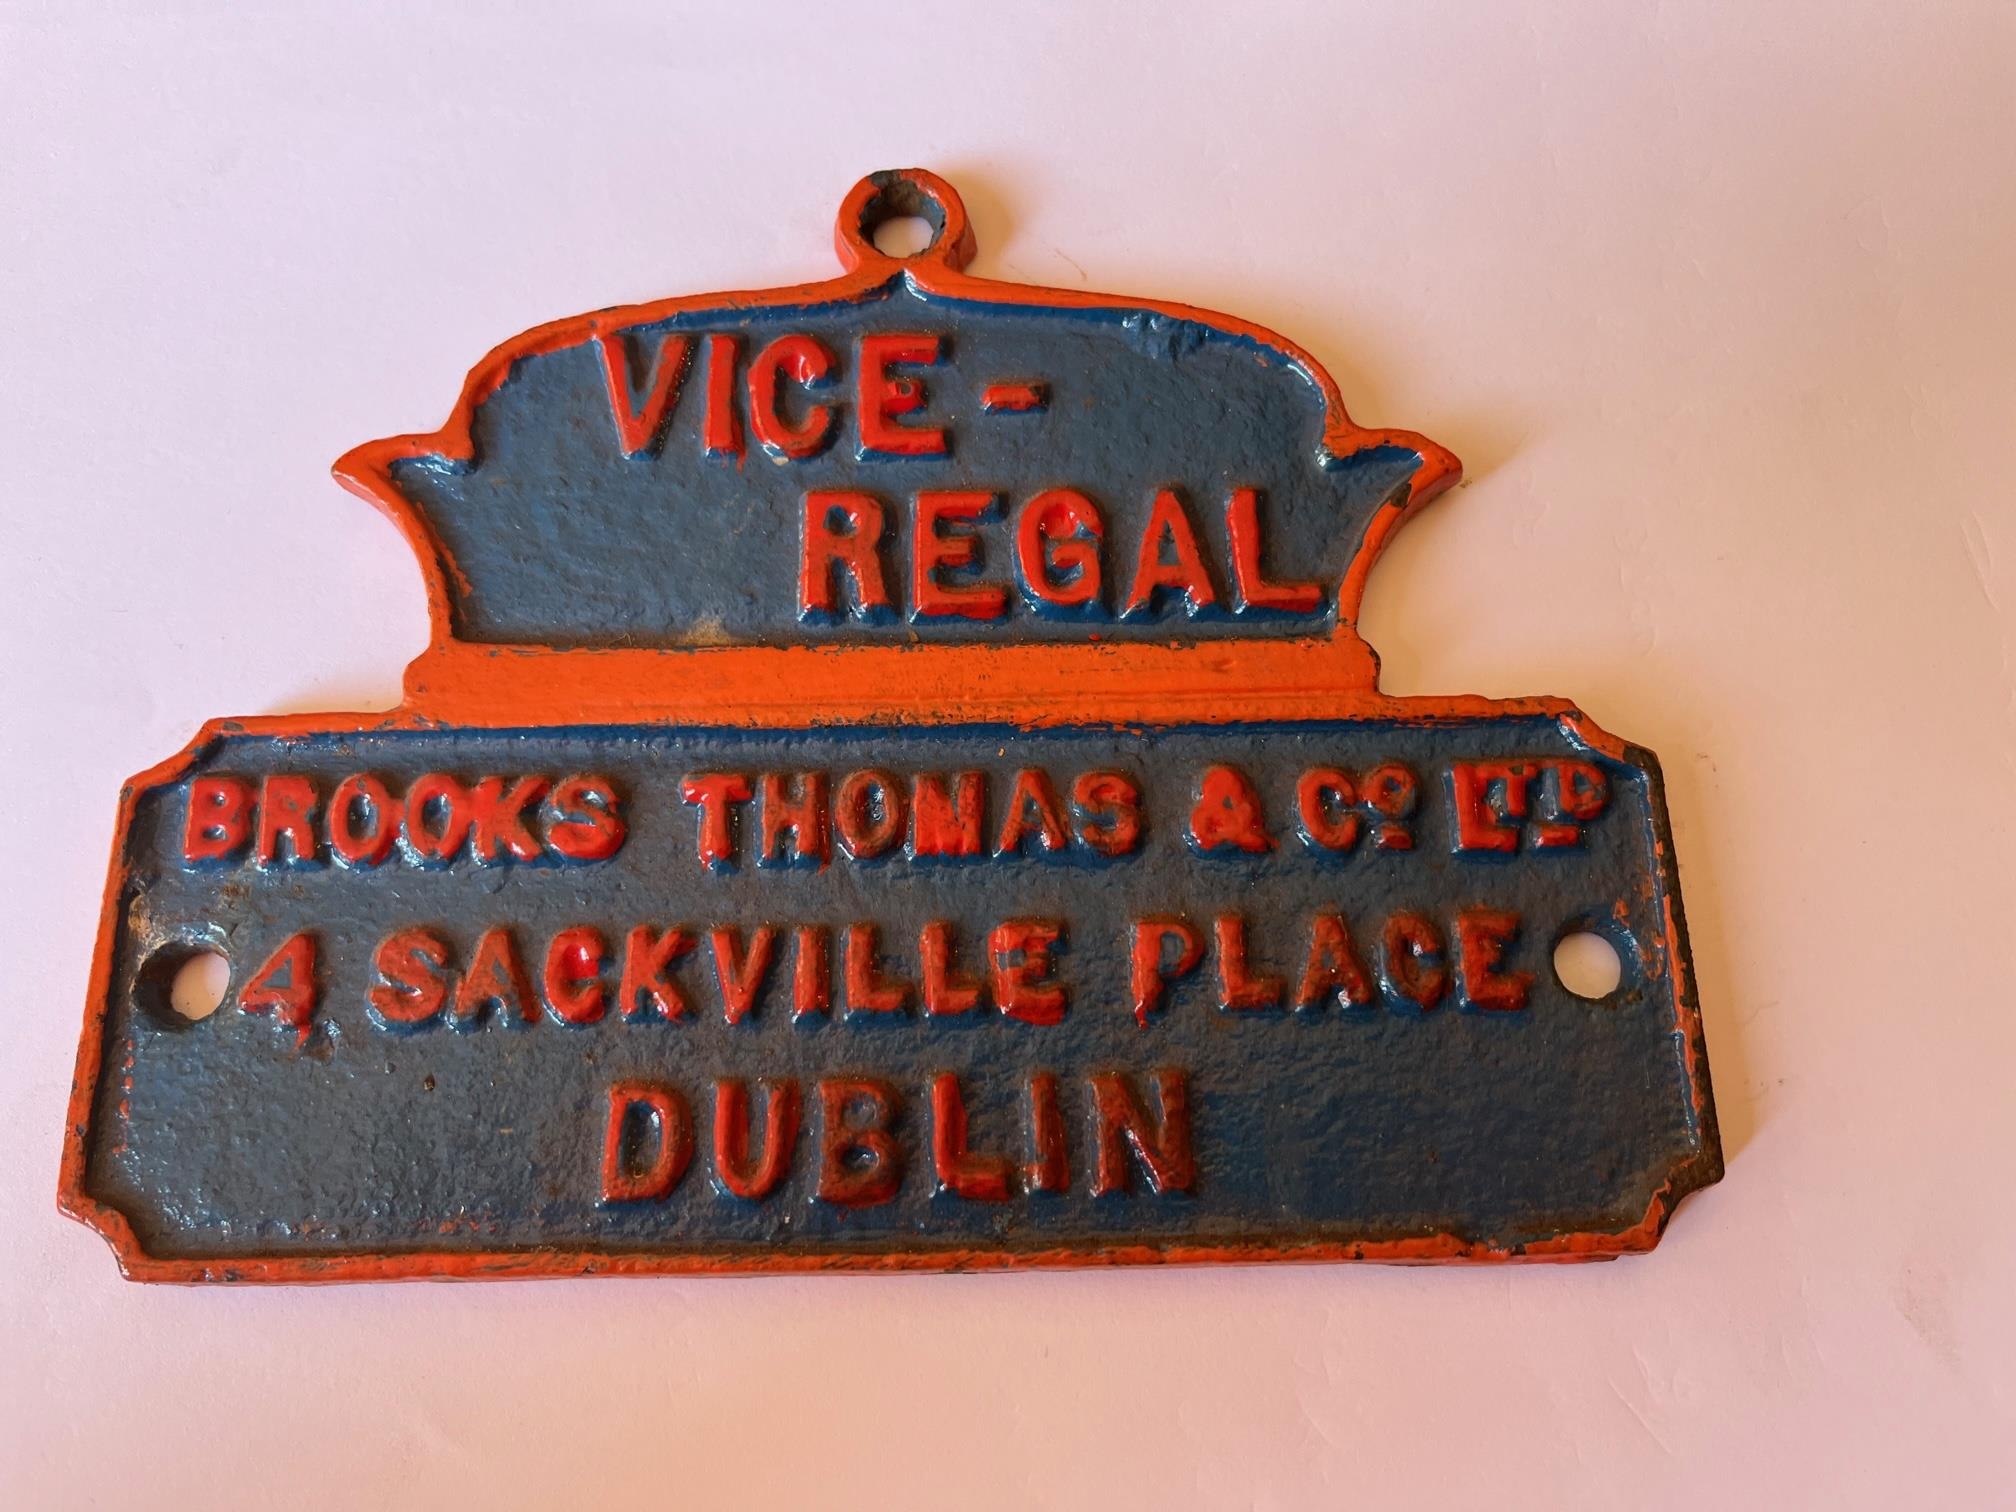 VICE -
REGAL
BROOKS THOMAS & Cº LTD
4 SACKVILLE PLACE
DUBLIN